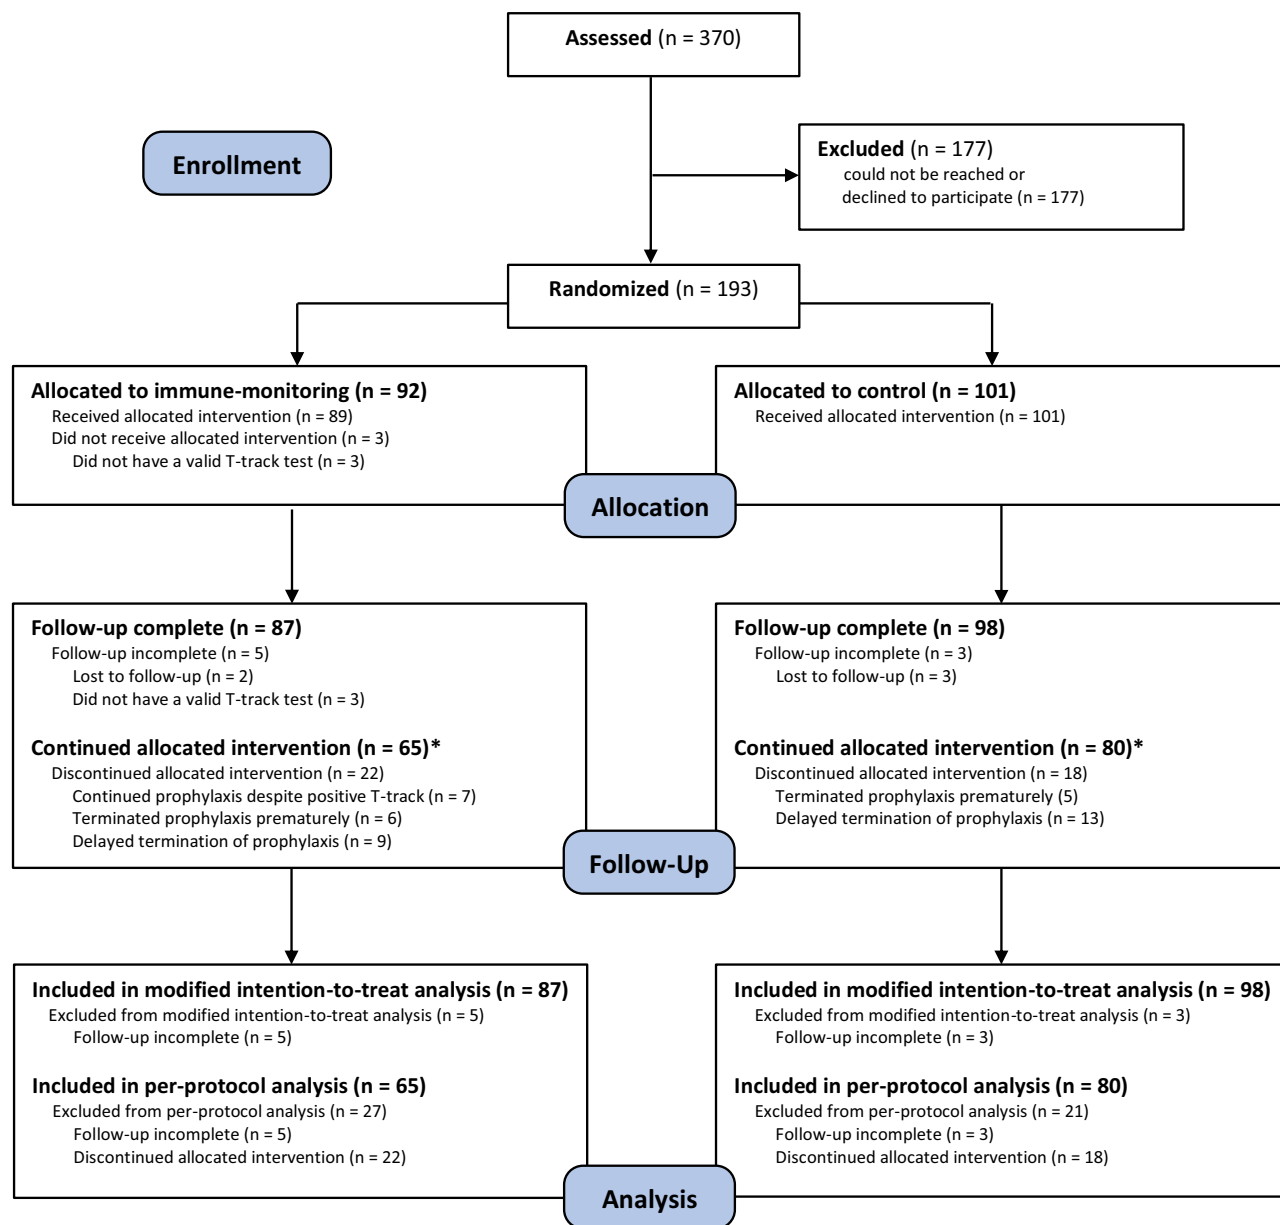 Assessed (n = 370)
Enrollment
Excluded (n = 177)
could not be reached or
declined to participate (n = 177)
Randomized (n = 193)
Allocated to immune-monitoring (n = 92)
Received allocated intervention (n = 89)
Did not receive allocated intervention (n = 3)
Did not have a valid T-track test (n = 3)
Allocated to control (n = 101)
Received allocated intervention (n = 101)
Allocation
Follow-up complete (n = 87)
Follow-up incomplete (n = 5)
Lost to follow-up (n = 2)
Did not have a valid T-track test (n = 3)
Continued allocated intervention (n = 65)*
Discontinued allocated intervention (n = 22)
Continued prophylaxis despite positive T-track (n = 7)
Terminated prophylaxis prematurely (n = 6)
Delayed termination of prophylaxis (n = 9)
Follow-up complete (n = 98)
Follow-up incomplete (n = 3)
Lost to follow-up (n = 3)
Continued allocated intervention (n = 80)*
Discontinued allocated intervention (n = 18)
Terminated prophylaxis prematurely (5)
Delayed termination of prophylaxis (n = 13)
Follow-Up
Included in modified intention-to-treat analysis (n = 87)
Excluded from modified intention-to-treat analysis (n = 5)
Follow-up incomplete (n = 5)
Included in per-protocol analysis (n = 65)
Excluded from per-protocol analysis (n = 27)
Follow-up incomplete (n = 5)
Discontinued allocated intervention (n = 22)
Included in modified intention-to-treat analysis (n = 98)
Excluded from modified intention-to-treat analysis (n = 3)
Follow-up incomplete (n = 3)
Included in per-protocol analysis (n = 80)
Excluded from per-protocol analysis (n = 21)
Follow-up incomplete (n = 3)
Discontinued allocated intervention (n = 18)
Analysis